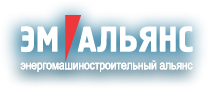 ЭМ АЛЬЯНС
энергомашиностроительный альянс